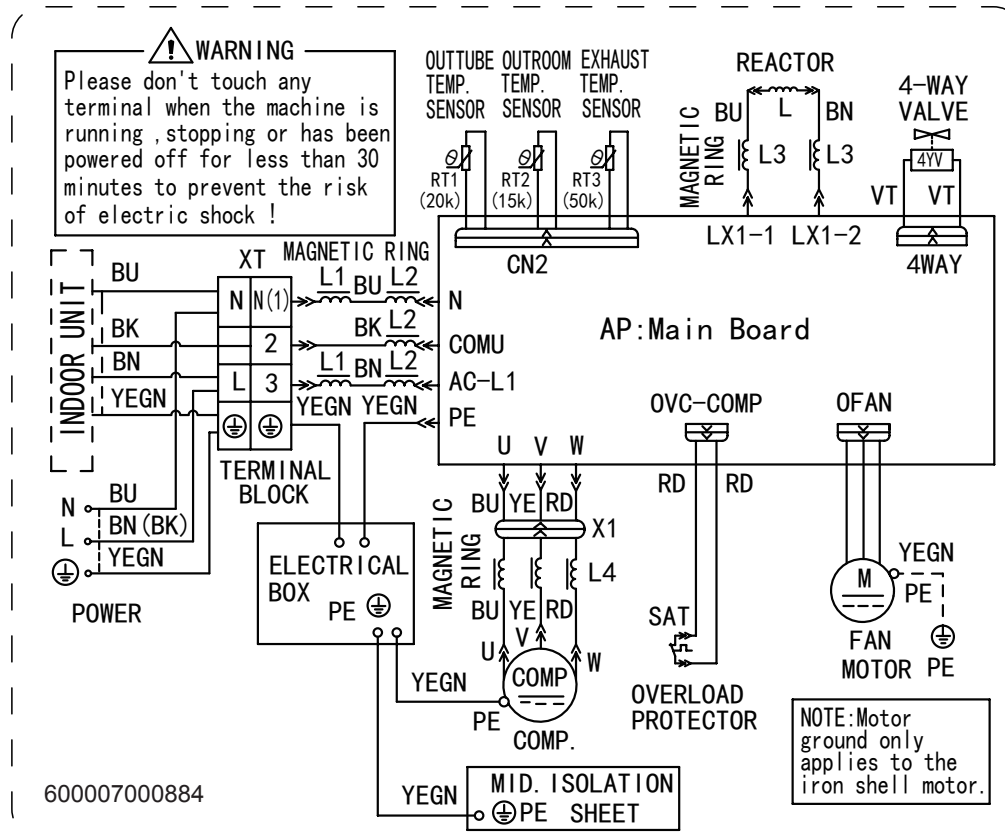 WARNING
Please don't touch any
terminal when the machine is
running ,stopping or has been
powered off for less than 30
minutes to prevent the risk
of electric shock !
OUTTUBE OUTROOM EXHAUST
TEMP. TEMP. TEMP.
SENSOR SENSOR SENSOR
θ θ θ
RT1 RT2 RT3
(20k) (15k) (50k)
CN2
REACTOR
BU L BN
MAGNETIC
RING
L3 L3
LX1-1 LX1-2
4-WAY
VALVE
4YV
VT VT
4WAY
INDOOR UNIT
BU
BK
BN
YEGN
XT
N N(1)
2
L 3
TERMINAL
BLOCK
MAGNETIC RING
L1 BU L2
BK L2
L1 BN L2
YEGN YEGN
N
COMU
AC-L1
PE
AP:Main Board
OVC-COMP
OFAN
U V W
RD RD
N BU
L BN(BK)
YEGN
POWER
ELECTRICAL
BOX
PE
MAGNETIC
RING
BU YE RD
X1
L4
BU YE RD
U V W
COMP
PE
COMP.
YEGN
SAT
OVERLOAD
PROTECTOR
M
YEGN
PE
FAN
MOTOR
PE
NOTE:Motor
ground only
applies to the
iron shell motor.
YEGN
MID. ISOLATION
PE SHEET
600007000884